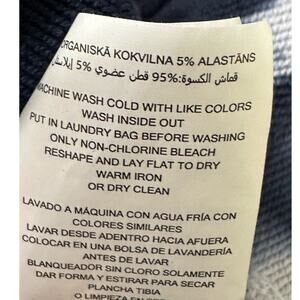 ORGANISKĀ KOKVILNA 5% ALASTĀNS
قماش الكسوة:95% قطن عضوي 5% إيلاستين
MACHINE WASH COLD WITH LIKE COLORS
WASH INSIDE OUT
PUT IN LAUNDRY BAG BEFORE WASHING
ONLY NON-CHLORINE BLEACH
RESHAPE AND LAY FLAT TO DRY
WARM IRON
OR DRY CLEAN
LAVADO A MÁQUINA CON AGUA FRÍA CON
COLORES SIMILARES
LAVAR DESDE ADENTRO HACIA AFUERA
COLOCAR EN UNA BOLSA DE LAVANDERÍA
ANTES DE LAVAR
BLANQUEADOR SIN CLORO SOLAMENTE
DAR FORMA Y ESTIRAR PARA SECAR
PLANCHA TIBIA
O LIMPIEZA EN